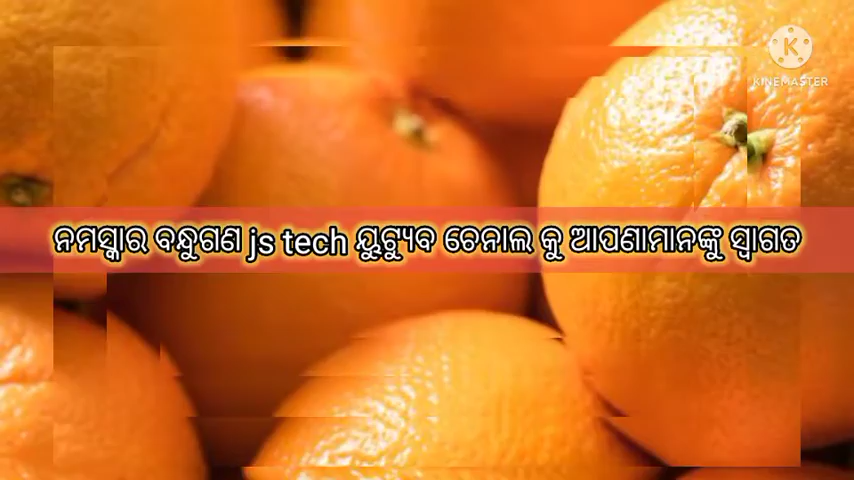 KINEMASTER
ନମସ୍କାର ବନ୍ଧୁଗଣ js tech ୟୁଟ୍ୟୁବ ଚେନାଲ କୁ ଆପଣାମାନଙ୍କୁ ସ୍ୱାଗତ